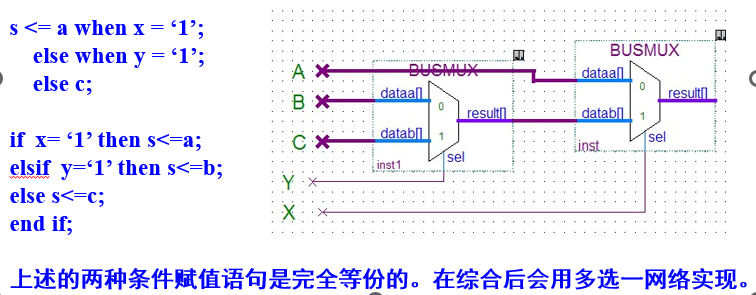 s <= a when x = ‘1’;
else when y = ‘1’;
else c;
if x= ‘1’ then s<=a;
elsif y=‘1’ then s<=b;
else s<=c;
end if;
BUSMUX
A
BUSMUX
dataa[]
0
result[]
B
dataa[]
0
result[]
datab[]
1
C
datab[]
1
sel
inst
sel
inst1
Y
X
上述的两种条件赋值语句是完全等份的。在综合后会用多选一网络实现。